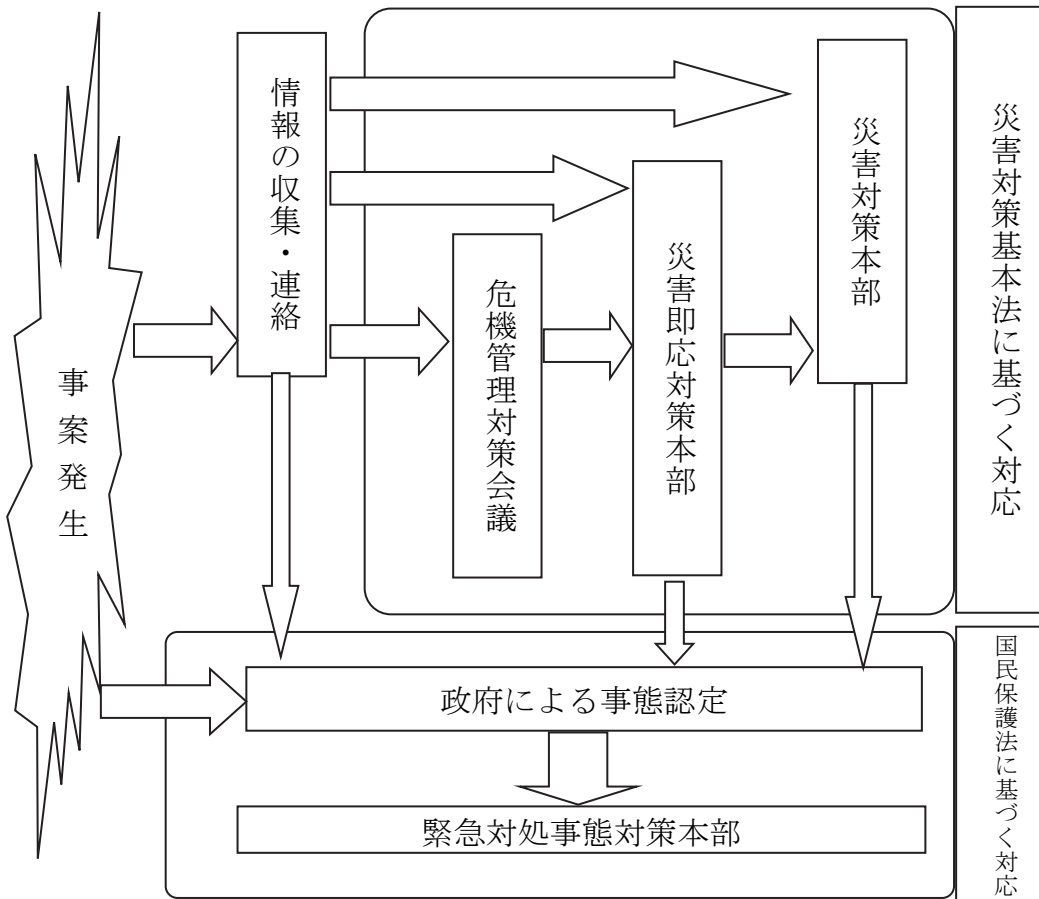 事案発生
情報の収集・連絡
危機管理対策会議
災害即応対策本部
災害対策本部
災害対策基本法に基づく対応
政府による事態認定
緊急対処事態対策本部
国民保護法に基づく対応